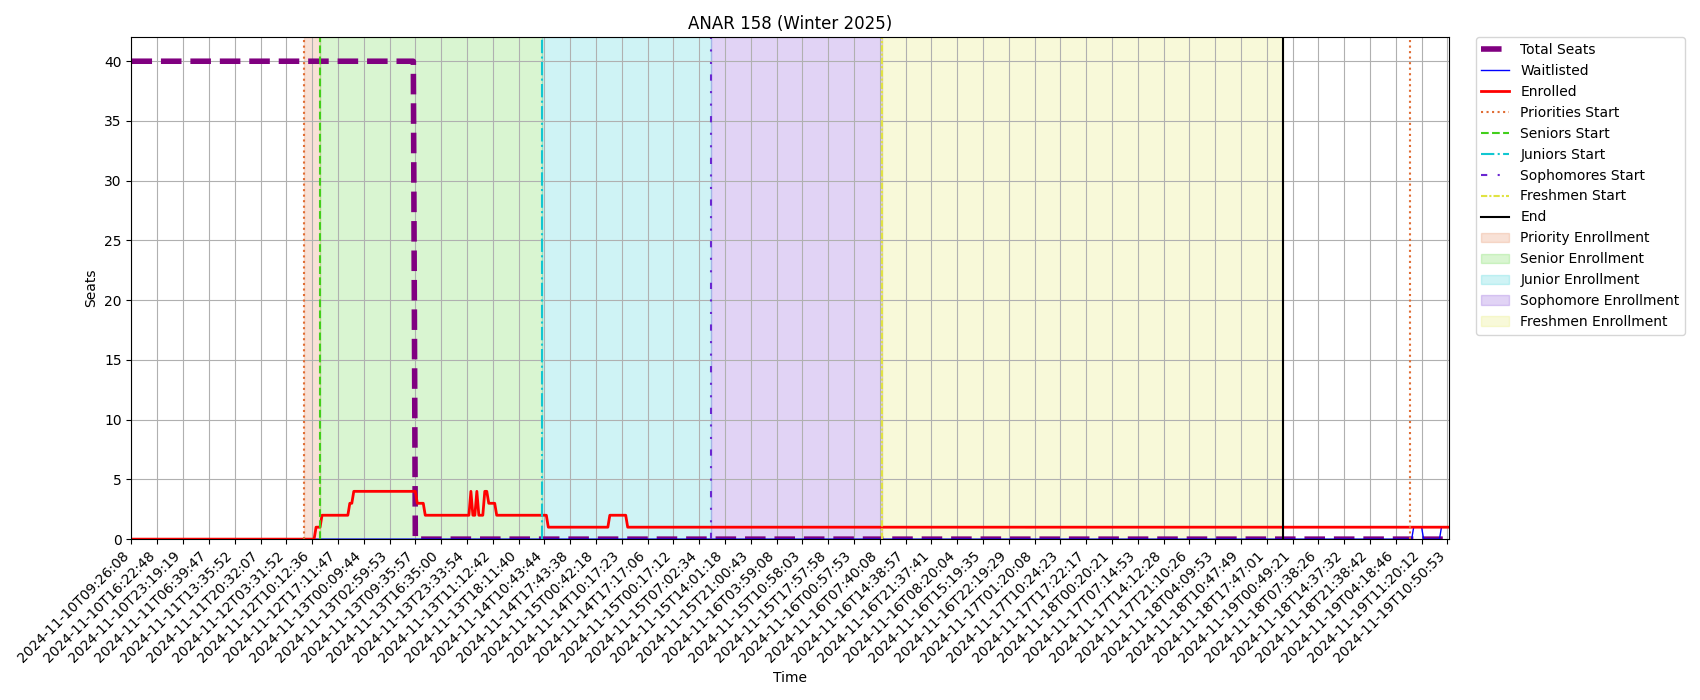 ANAR 158 (Winter 2025)
Total Seats
Waitlisted
Enrolled
Priorities Start
Seniors Start
Juniors Start
Sophomores Start
Freshmen Start
End
Priority Enrollment
Senior Enrollment
Junior Enrollment
Sophomore Enrollment
Freshmen Enrollment
Seats
40
35
30
25
20
15
10
5
0
2024-11-10T09:26:08
2024-11-10T16:22:48
2024-11-10T23:19:19
2024-11-11T06:39:47
2024-11-11T13:35:52
2024-11-11T20:32:07
2024-11-12T03:31:52
2024-11-12T10:12:36
2024-11-12T17:11:47
2024-11-13T00:09:44
2024-11-13T02:59:53
2024-11-13T09:35:57
2024-11-13T16:35:00
2024-11-13T23:33:54
2024-11-13T11:12:42
2024-11-13T18:11:40
2024-11-14T10:43:44
2024-11-14T17:43:38
2024-11-15T00:42:19
2024-11-14T10:17:23
2024-11-14T17:17:06
2024-11-15T00:17:12
2024-11-15T07:02:34
2024-11-15T14:01:18
2024-11-15T21:00:43
2024-11-16T03:59:08
2024-11-15T10:58:03
2024-11-15T17:57:58
2024-11-16T00:57:53
2024-11-16T07:40:08
2024-11-16T14:38:57
2024-11-16T21:37:41
2024-11-16T08:20:04
2024-11-16T15:19:35
2024-11-16T22:19:29
2024-11-17T01:20:08
2024-11-17T10:24:23
2024-11-17T17:22:17
2024-11-18T00:20:21
2024-11-17T07:14:53
2024-11-17T14:12:28
2024-11-17T21:10:26
2024-11-18T04:09:53
2024-11-18T10:47:49
2024-11-18T17:47:01
2024-11-19T00:49:21
2024-11-18T07:38:26
2024-11-18T14:37:32
2024-11-18T21:38:42
2024-11-19T04:18:46
2024-11-19T11:20:12
2024-11-19T10:50:53
Time